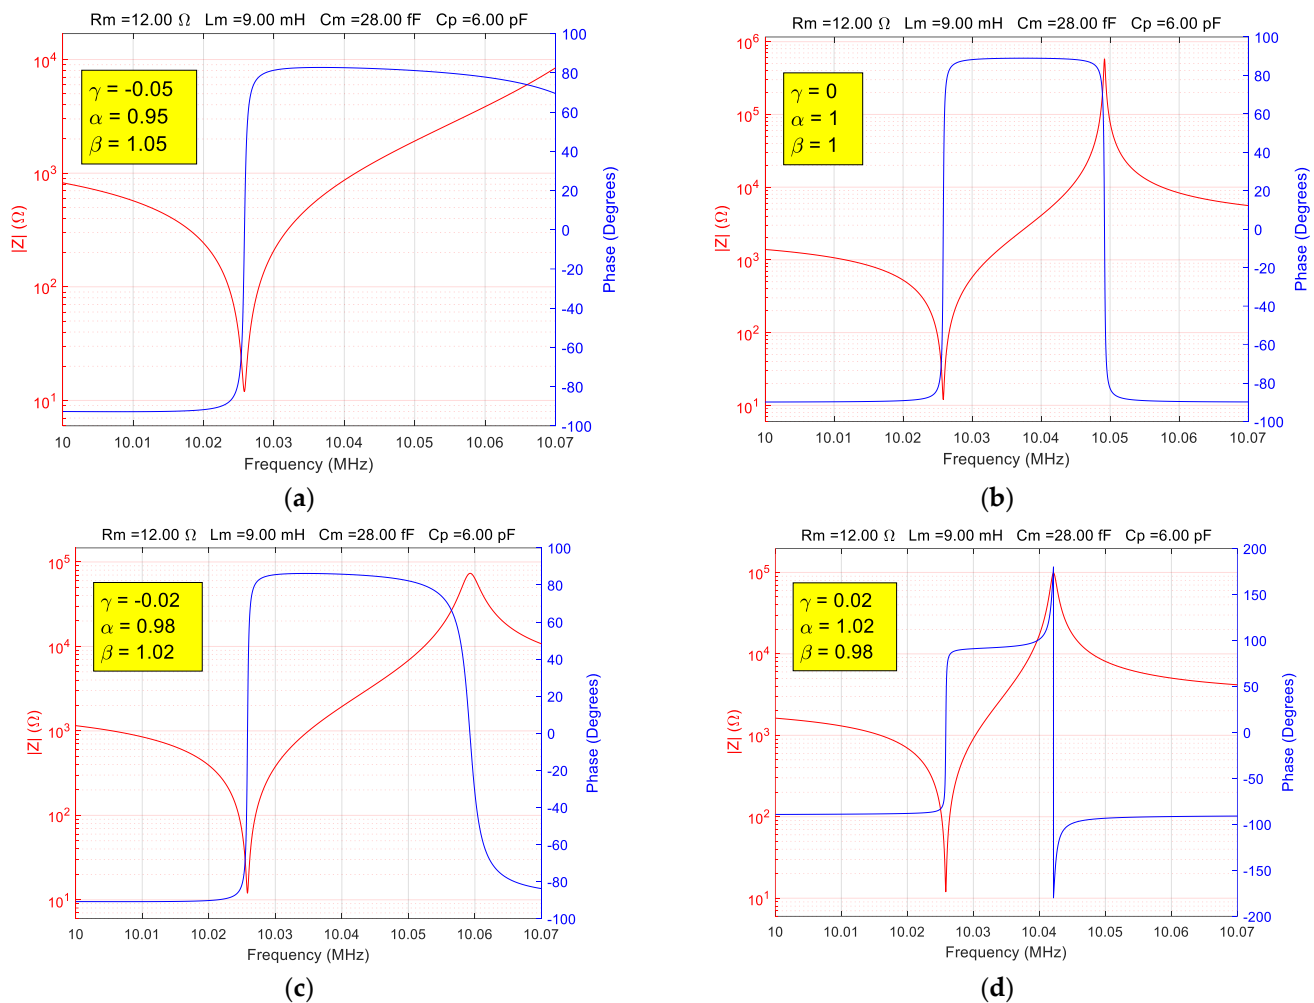 Rm =12.00 Ω Lm =9.00 mH Cm =28.00 fF Cp =6.00 pF
10^4
10^3
10^2
10^1
|Z| (Ω)
γ = -0.05
α = 0.95
β = 1.05
100
80
60
40
20
0
-20
-40
-60
-80
-100
Phase (Degrees)
10 10.01 10.02 10.03 10.04 10.05 10.06 10.07
Frequency (MHz)
(a)
Rm =12.00 Ω Lm =9.00 mH Cm =28.00 fF Cp =6.00 pF
10^6
10^5
10^4
10^3
10^2
10^1
|Z| (Ω)
γ = 0
α = 1
β = 1
100
80
60
40
20
0
-20
-40
-60
-80
-100
Phase (Degrees)
10 10.01 10.02 10.03 10.04 10.05 10.06 10.07
Frequency (MHz)
(b)
Rm =12.00 Ω Lm =9.00 mH Cm =28.00 fF Cp =6.00 pF
10^5
10^4
10^3
10^2
10^1
|Z| (Ω)
γ = -0.02
α = 0.98
β = 1.02
100
80
60
40
20
0
-20
-40
-60
-80
-100
Phase (Degrees)
10 10.01 10.02 10.03 10.04 10.05 10.06 10.07
Frequency (MHz)
(c)
Rm =12.00 Ω Lm =9.00 mH Cm =28.00 fF Cp =6.00 pF
10^5
10^4
10^3
10^2
10^1
|Z| (Ω)
γ = 0.02
α = 1.02
β = 0.98
200
150
100
50
0
-50
-100
-150
-200
Phase (Degrees)
10 10.01 10.02 10.03 10.04 10.05 10.06 10.07
Frequency (MHz)
(d)